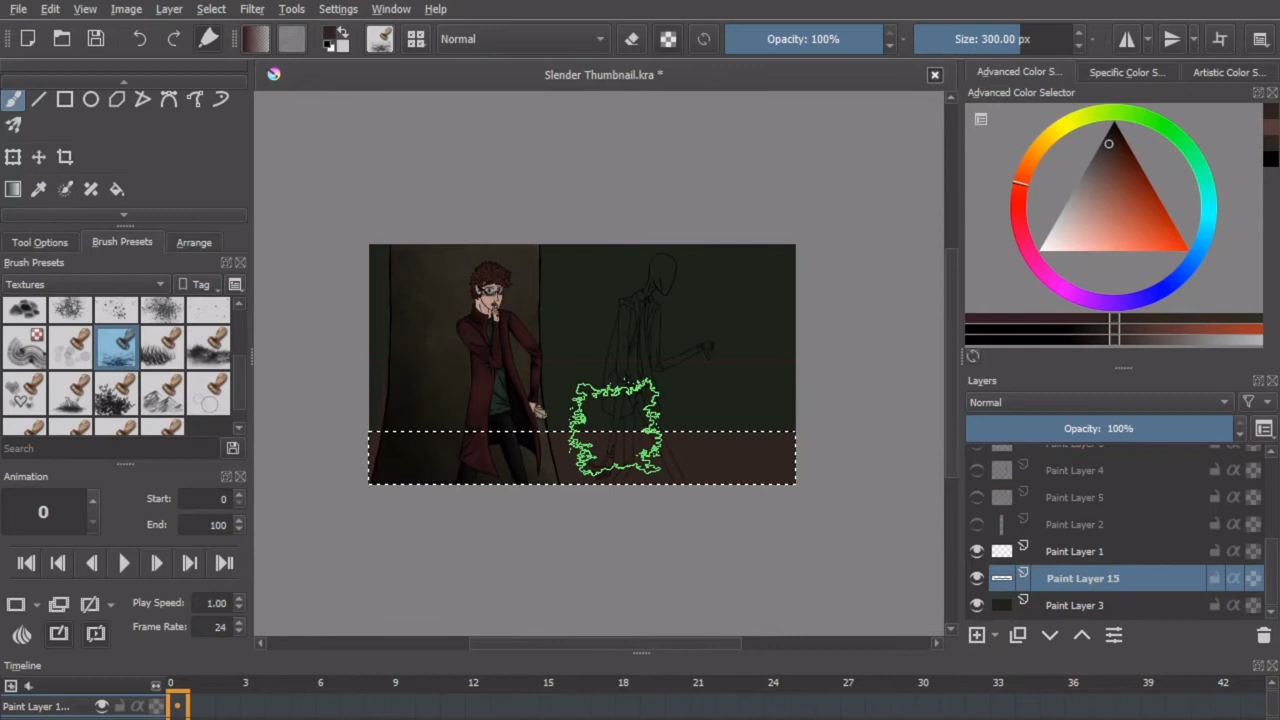 File Edit View Image Layer Select Filter Tools Settings Window Help
Normal Opacity: 100% Size: 300.00 px
Slender Thumbnail.kra *
Advanced Color S... Specific Color S... Artistic Color S...
Advanced Color Selector
Tool Options Brush Presets Arrange
Brush Presets
Textures Tag
Search
Animation
0 Start: 0
End: 100
Play Speed: 1.00
Frame Rate: 24
Layers
Normal
Opacity: 100%
Paint Layer 4
Paint Layer 5
Paint Layer 2
Paint Layer 1
Paint Layer 15
Paint Layer 3
Timeline
0 3 6 9 12 15 18 21 24 27 30 33 36 39 42
Paint Layer 1...